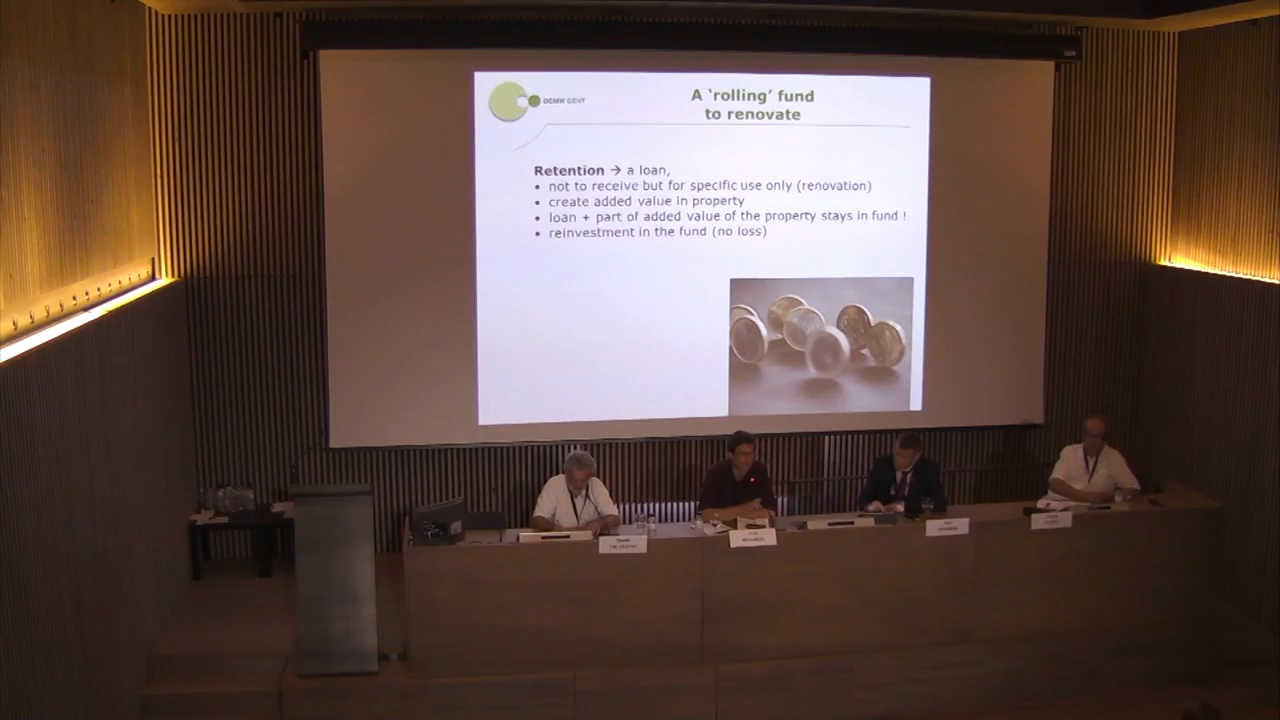 OCMW GENT
A ‘rolling’ fund
to renovate
Retention → a loan,
• not to receive but for specific use only (renovation)
• create added value in property
• loan + part of added value of the property stays in fund !
• reinvestment in the fund (no loss)